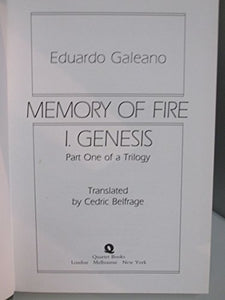 Eduardo Galeano
MEMORY OF FIRE
I. GENESIS
Part One of a Trilogy
Translated
by Cedric Belfrage
Q
Quartet Books
London Melbourne New York